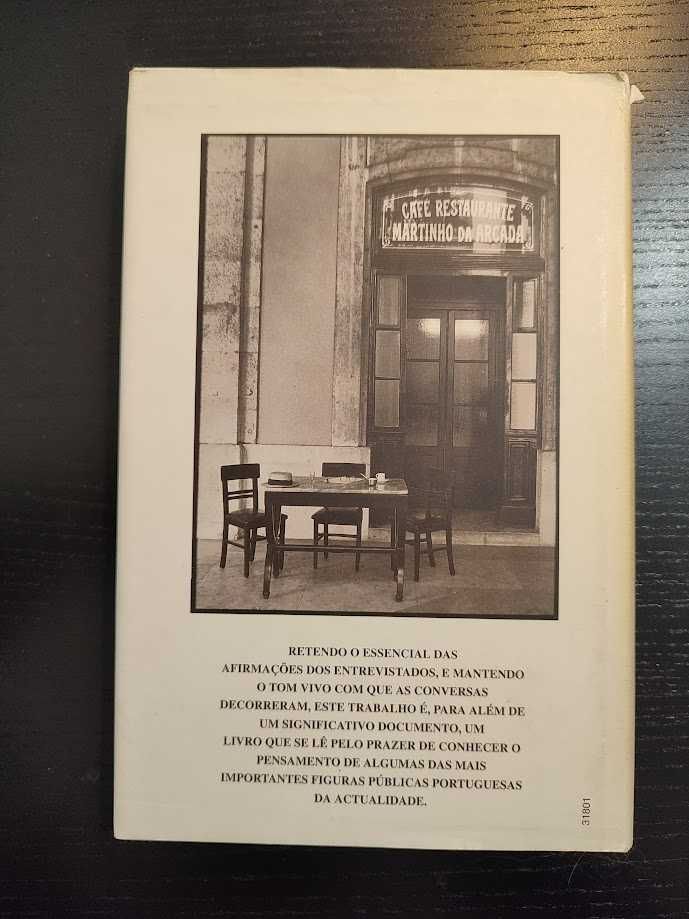 CAFÉ RESTAURANTE
MARTINHO DA ARCADA
RETENDO O ESSENCIAL DAS
AFIRMAÇÕES DOS ENTREVISTADOS, E MANTENDO
O TOM VIVO COM QUE AS CONVERSAS
DECORRERAM, ESTE TRABALHO É, PARA ALÉM DE
UM SIGNIFICATIVO DOCUMENTO, UM
LIVRO QUE SE LÊ PELO PRAZER DE CONHECER O
PENSAMENTO DE ALGUMAS DAS MAIS
IMPORTANTES FIGURAS PÚBLICAS PORTUGUESAS
DA ACTUALIDADE.
31801